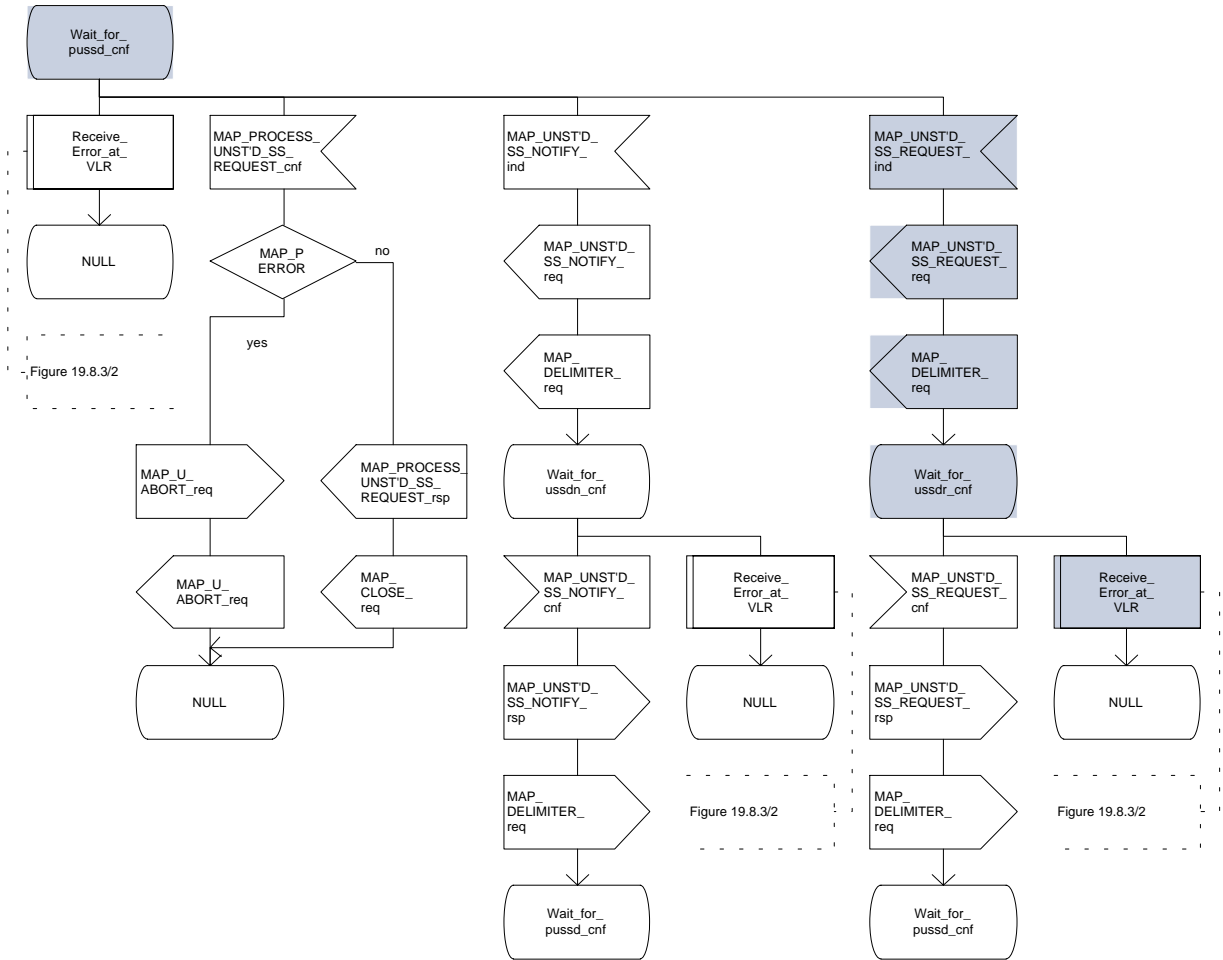 Wait_for_
pussd_cnf
Receive_
Error_at_
VLR
MAP_PROCESS_
UNST'D_SS_
REQUEST_cnf
MAP_UNST'D_
SS_NOTIFY_
ind
MAP_UNST'D_
SS_REQUEST_
ind
NULL
MAP_P
ERROR
no
MAP_UNST'D_
SS_NOTIFY_
req
MAP_UNST'D_
SS_REQUEST_
req
yes
Figure 19.8.3/2
MAP_
DELIMITER_
req
MAP_
DELIMITER_
req
MAP_U_
ABORT_req
MAP_PROCESS_
UNST'D_SS_
REQUEST_rsp
Wait_for_
ussdn_cnf
Wait_for_
ussdr_cnf
MAP_U_
ABORT_req
MAP_
CLOSE_
req
MAP_UNST'D_
SS_NOTIFY_
cnf
Receive_
Error_at_
VLR
MAP_UNST'D_
SS_REQUEST_
cnf
Receive_
Error_at_
VLR
NULL
MAP_UNST'D_
SS_NOTIFY_
rsp
NULL
MAP_UNST'D_
SS_REQUEST_
rsp
NULL
MAP_
DELIMITER_
req
Figure 19.8.3/2
MAP_
DELIMITER_
req
Figure 19.8.3/2
Wait_for_
pussd_cnf
Wait_for_
pussd_cnf